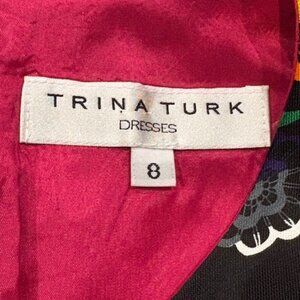 TRINA TURK
DRESSES
8